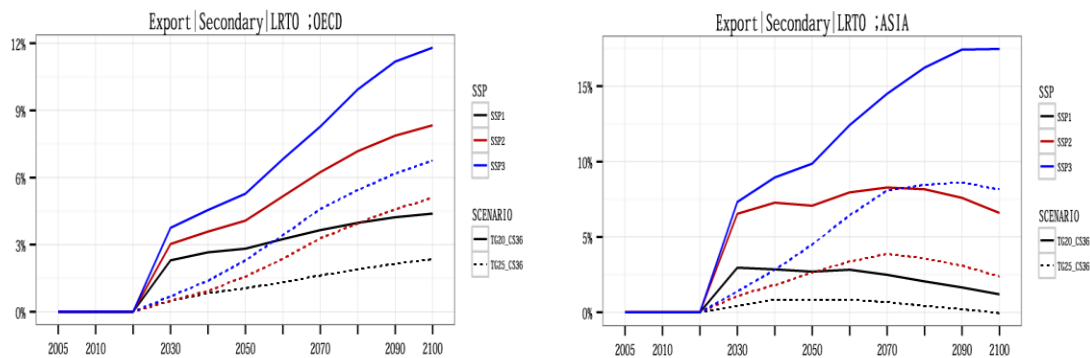 Export|Secondary|LRTO ;OECD
12%
9%
6%
3%
0%
2005 2010 2030 2050 2070 2090 2100
SSP
SSP1
SSP2
SSP3
SCENARIO
TG20_CS36
TG25_CS36
Export|Secondary|LRTO ;ASIA
15%
10%
5%
0%
2005 2010 2030 2050 2070 2090 2100
SSP
SSP1
SSP2
SSP3
SCENARIO
TG20_CS36
TG25_CS36